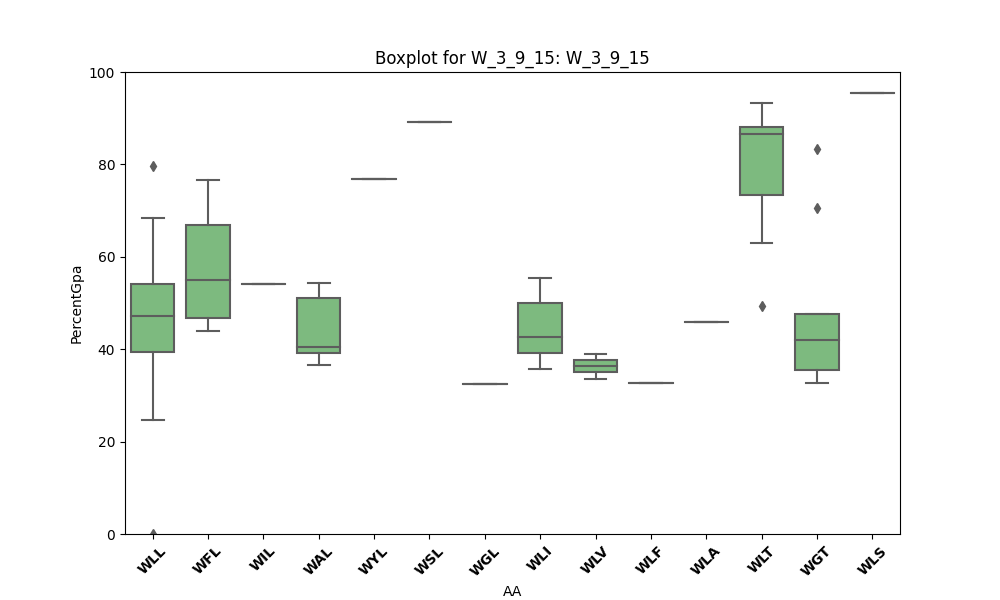 Boxplot for W_3_9_15: W_3_9_15
100
80
60
40
20
0
PercentGpa
WLL
WFL
WIL
WAL
WYL
WSL
WGL
WLI
WLV
WLF
WLA
WLT
WGT
WLS
AA